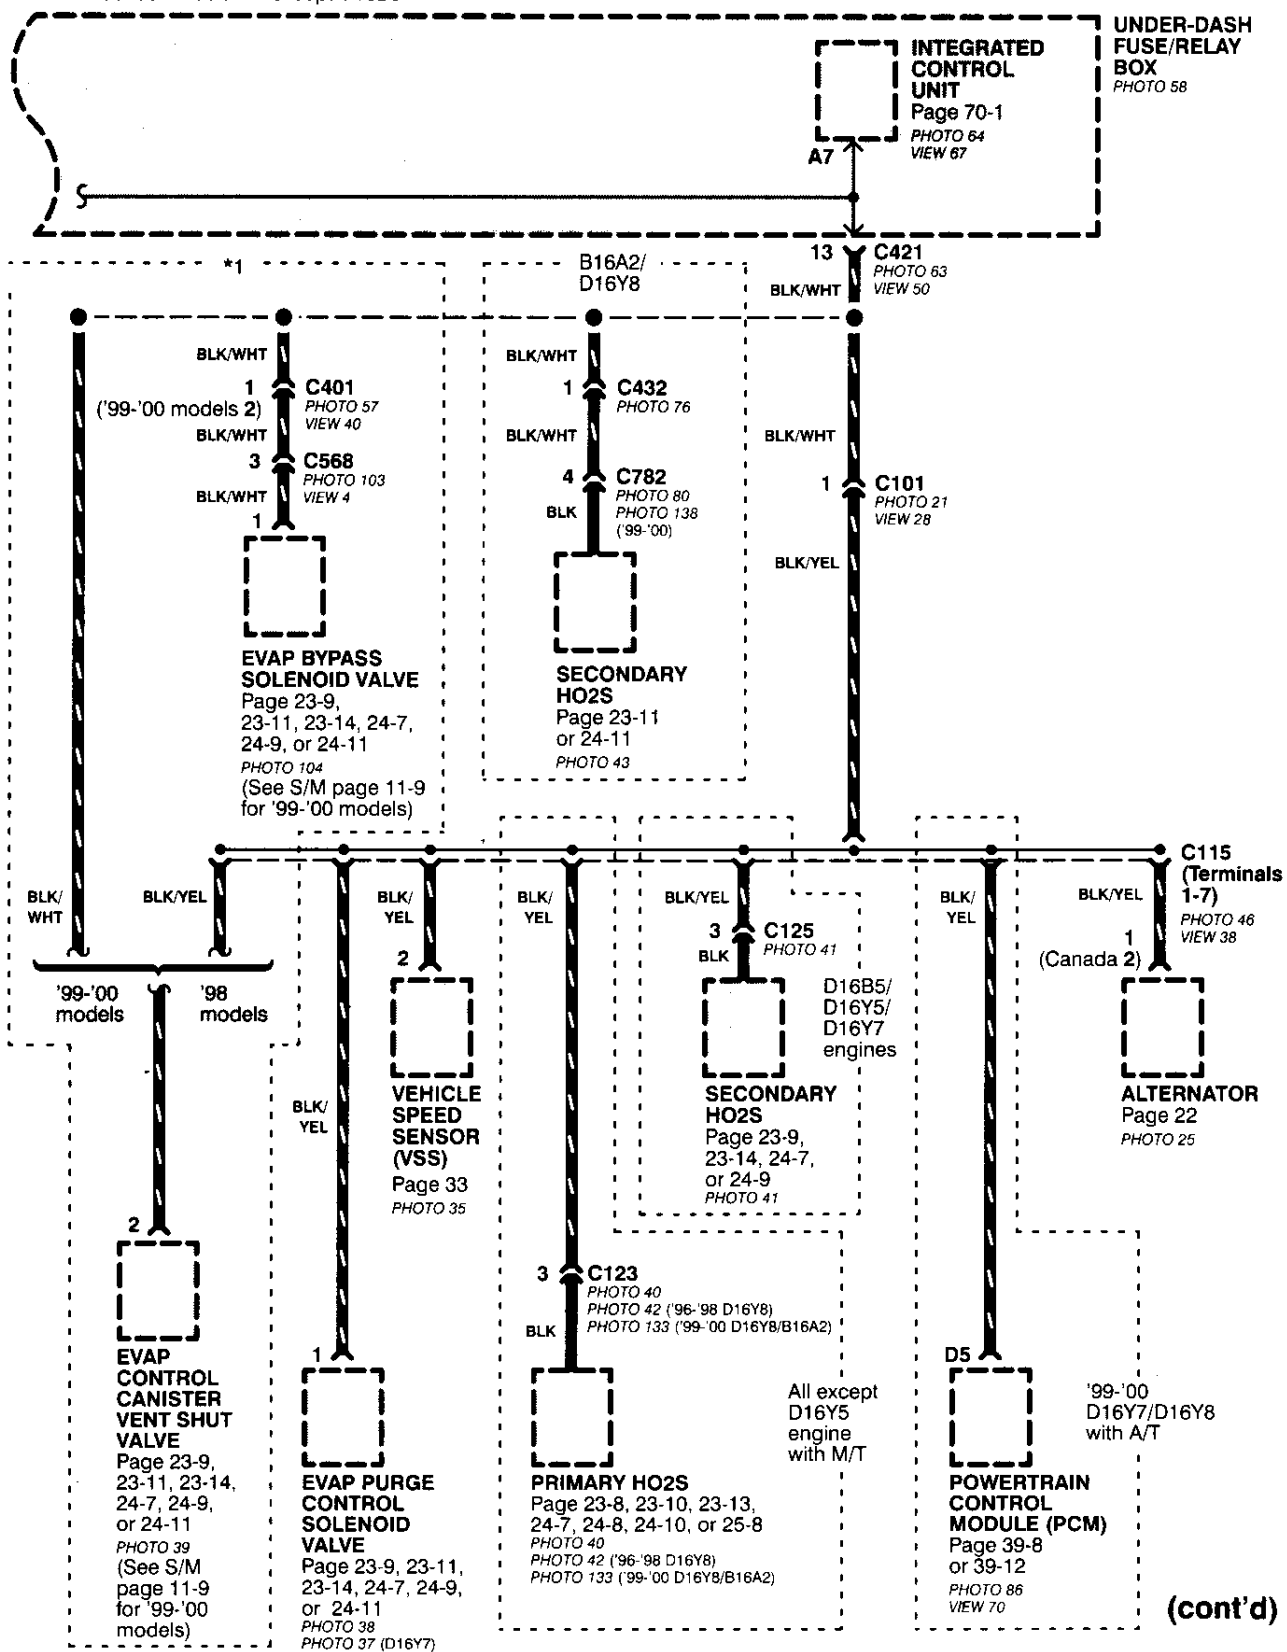 UNDER-DASH
FUSE/RELAY
BOX
PHOTO 58
INTEGRATED
CONTROL
UNIT
Page 70-1
PHOTO 64
VIEW 67
A7
13
C421
PHOTO 63
VIEW 50
BLK/WHT
*1
B16A2/
D16Y8
BLK/WHT
1
('99-'00 models 2)
C401
PHOTO 57
VIEW 40
BLK/WHT
3
C568
PHOTO 103
VIEW 4
BLK/WHT
1
EVAP BYPASS
SOLENOID VALVE
Page 23-9,
23-11, 23-14, 24-7,
24-9, or 24-11
PHOTO 104
(See S/M page 11-9
for '99-'00 models)
BLK/WHT
1
C432
PHOTO 76
BLK/WHT
4
C782
PHOTO 80
PHOTO 138
('99-'00)
BLK
SECONDARY
HO2S
Page 23-11
or 24-11
PHOTO 43
BLK/WHT
1
C101
PHOTO 21
VIEW 28
BLK/YEL
C115
(Terminals
1-7)
PHOTO 46
VIEW 38
BLK/
WHT
BLK/YEL
'99-'00
models
'98
models
2
EVAP
CONTROL
CANISTER
VENT SHUT
VALVE
Page 23-9,
23-11, 23-14,
24-7, 24-9,
or 24-11
PHOTO 39
(See S/M
page 11-9
for '99-'00
models)
BLK/
YEL
1
EVAP PURGE
CONTROL
SOLENOID
VALVE
Page 23-9, 23-11,
23-14, 24-7, 24-9,
or 24-11
PHOTO 38
PHOTO 37 (D16Y7)
BLK/
YEL
2
VEHICLE
SPEED
SENSOR
(VSS)
Page 33
PHOTO 35
BLK/
YEL
3
C123
PHOTO 40
PHOTO 42 ('96-'98 D16Y8)
PHOTO 133 ('99-'00 D16Y8/B16A2)
BLK
All except
D16Y5
engine
with M/T
PRIMARY HO2S
Page 23-8, 23-10, 23-13,
24-7, 24-8, 24-10, or 25-8
PHOTO 40
PHOTO 42 ('96-'98 D16Y8)
PHOTO 133 ('99-'00 D16Y8/B16A2)
BLK/YEL
3
C125
PHOTO 41
BLK
D16B5/
D16Y5/
D16Y7
engines
SECONDARY
HO2S
Page 23-9,
23-14, 24-7,
or 24-9
PHOTO 41
BLK/
YEL
D5
'99-'00
D16Y7/D16Y8
with A/T
POWERTRAIN
CONTROL
MODULE (PCM)
Page 39-8
or 39-12
PHOTO 86
VIEW 70
BLK/YEL
1
(Canada 2)
ALTERNATOR
Page 22
PHOTO 25
(cont'd)